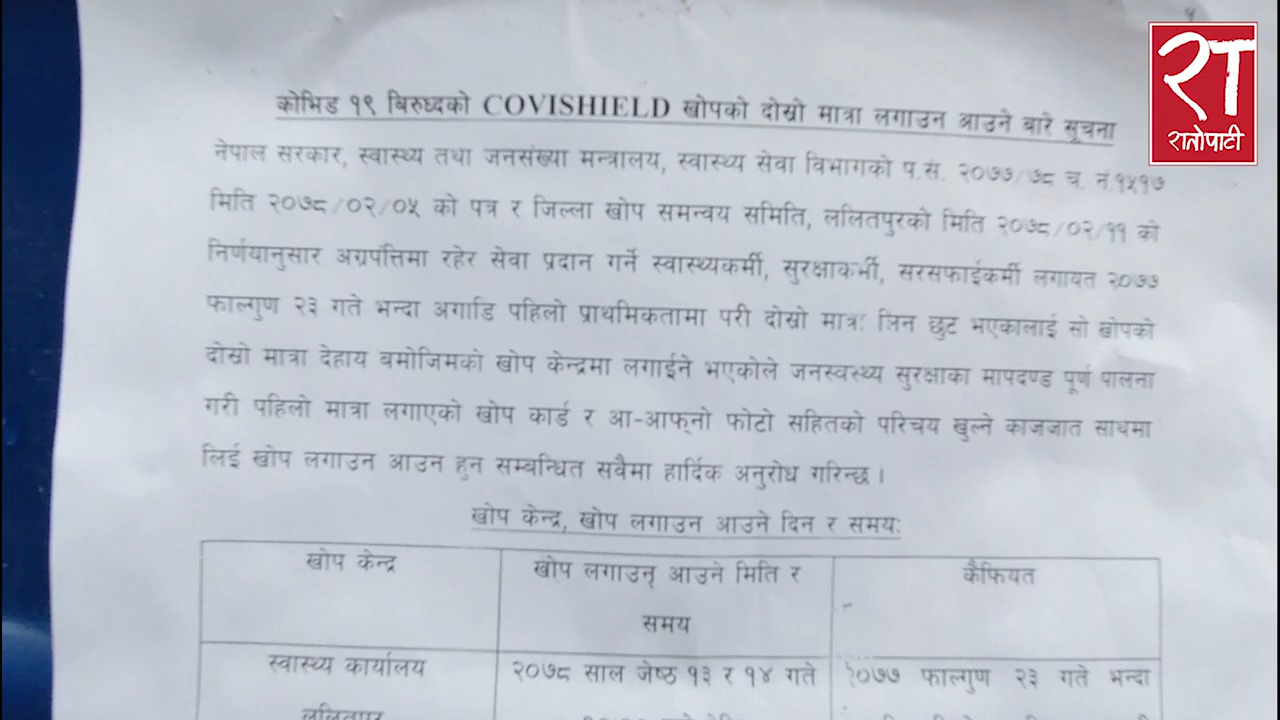 कोभिड १९ बिरुध्दको COVISHIELD खोपको दोस्रो मात्रा लगाउन आउने बारे सूचना
नेपाल सरकार, स्वास्थ्य तथा जनसंख्या मन्त्रालय, स्वास्थ्य सेवा विभागको प.सं. २०७७/७८ च. नं.१५१७
मिति २०७८/०२/०५ को पत्र र जिल्ला खोप समन्वय समिति, ललितपुरको मिति २०७८/०२/११ को
निर्णयानुसार अग्रपंत्तिमा रहेर सेवा प्रदान गर्ने स्वास्थ्यकर्मी, सुरक्षाकर्मी, सरसफाईकर्मी लगायत २०७७
फाल्गुण २३ गते भन्दा अगाडि पहिलो प्राथमिकतामा परी दोस्रो मात्रा लिन छुट भएकालाई सो खोपको
दोस्रो मात्रा देहाय बमोजिमको खोप केन्द्रमा लगाईने भएकोले जनस्वस्थ्य सुरक्षाका मापदण्ड पूर्ण पालना
गरी पहिलो मात्रा लगाएको खोप कार्ड र आ-आफ्‌नो फोटो सहितको परिचय खुल्ने काजजात साथमा
लिई खोप लगाउन आउन हुन सम्बन्धित सवैमा हार्दिक अनुरोध गरिन्छ ।
खोप केन्द्र, खोप लगाउन आउने दिन र समयः
खोप केन्द्र
खोप लगाउन आउने मिति र
समय
कैफियत
स्वास्थ्य कार्यालय
ललितपुर
२०७८ साल जेष्ठ १३ र १४ गते
२०७७ फाल्गुण २३ गते भन्दा
रातोपाटी